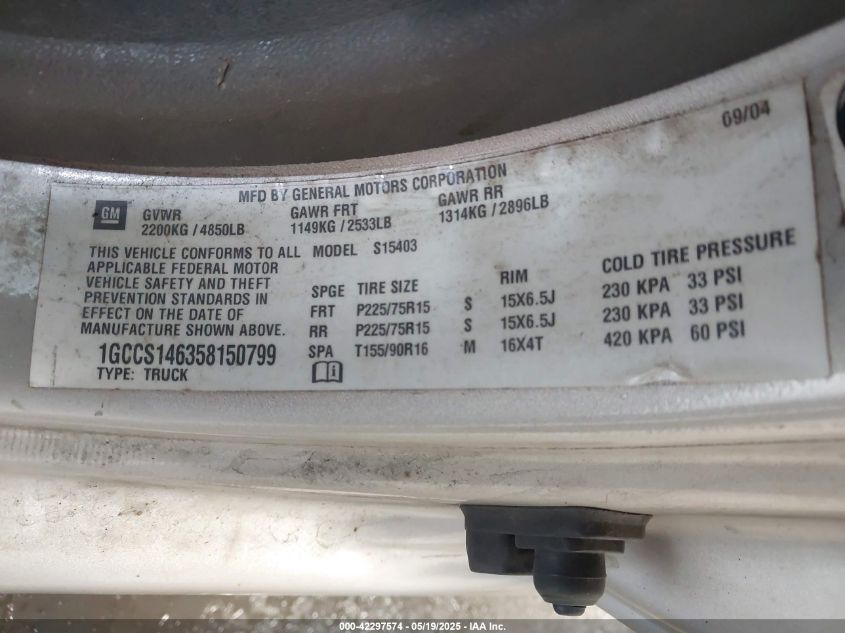 09/04
MFD BY GENERAL MOTORS CORPORATION
GM
GVWR GAWR FRT GAWR RR
2200KG / 4850LB 1149KG / 2533LB 1314KG / 2896LB
THIS VEHICLE CONFORMS TO ALL MODEL S15403
APPLICABLE FEDERAL MOTOR
VEHICLE SAFETY AND THEFT
PREVENTION STANDARDS IN
EFFECT ON THE DATE OF
MANUFACTURE SHOWN ABOVE.
1GCCS146358150799
TYPE: TRUCK
SPGE TIRE SIZE RIM COLD TIRE PRESSURE
FRT P225/75R15 S 15X6.5J 230 KPA 33 PSI
RR P225/75R15 S 15X6.5J 230 KPA 33 PSI
SPA T155/90R16 M 16X4T 420 KPA 60 PSI
000-42297574 - 05/19/2025 - IAA Inc.